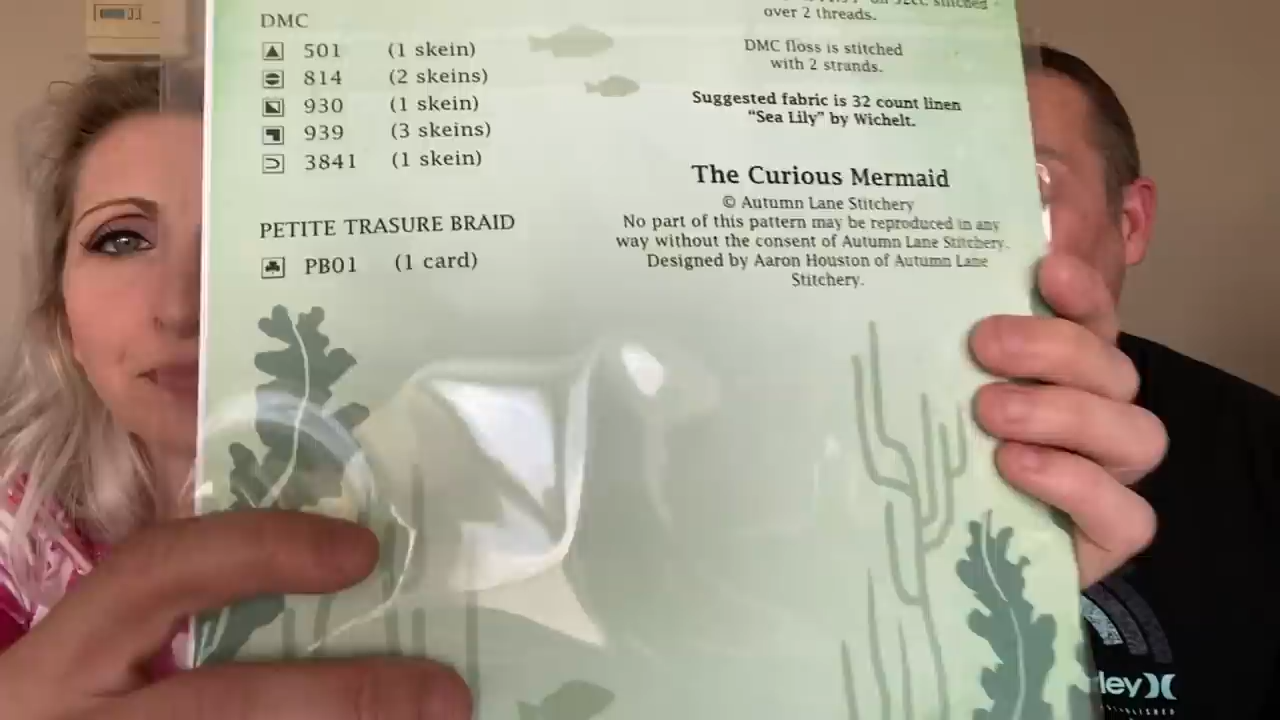 DMC
501 (1 skein)
814 (2 skeins)
930 (1 skein)
939 (3 skeins)
3841 (1 skein)
PETITE TRASURE BRAID
PB01 (1 card)
stitched
over 2 threads.
DMC floss is stitched
with 2 strands.
Suggested fabric is 32 count linen
"Sea Lily" by Wichelt.
The Curious Mermaid
© Autumn Lane Stitchery
No part of this pattern may be reproduced in any
way without the consent of Autumn Lane Stitchery.
Designed by Aaron Houston of Autumn Lane
Stitchery.
rley